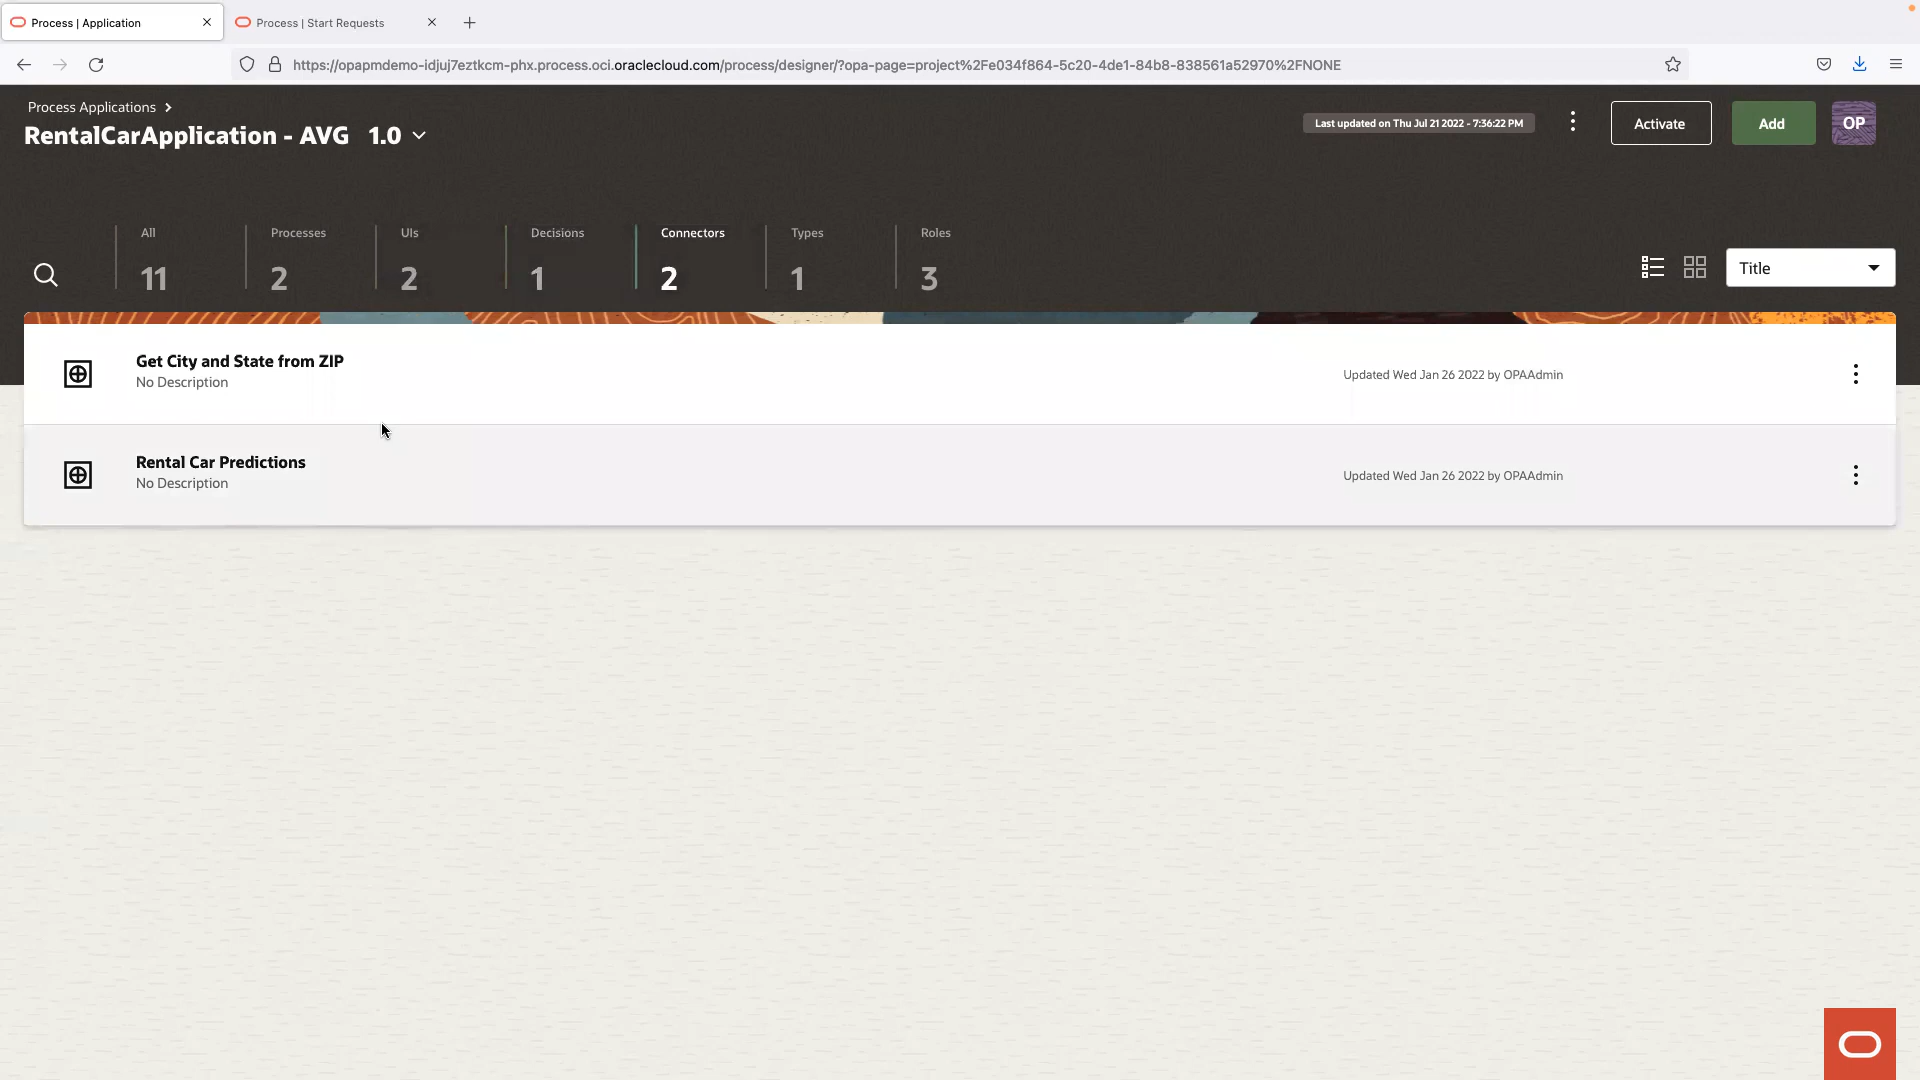 Process | Application
Process | Start Requests
https://opapmdemo-idjuj7eztkcm-phx.process.oci.oraclecloud.com/process/designer/?opa-page=project%2Fe034f864-5c20-4de1-84b8-838561a52970%2FNONE
Process Applications
RentalCarApplication - AVG 1.0
Last updated on Thu Jul 21 2022 - 7:36:22 PM
Activate
Add
OP
All
Processes
UIs
Decisions
Connectors
Types
Roles
11
2
2
1
2
1
3
Title
Get City and State from ZIP
No Description
Updated Wed Jan 26 2022 by OPAAdmin
Rental Car Predictions
No Description
Updated Wed Jan 26 2022 by OPAAdmin